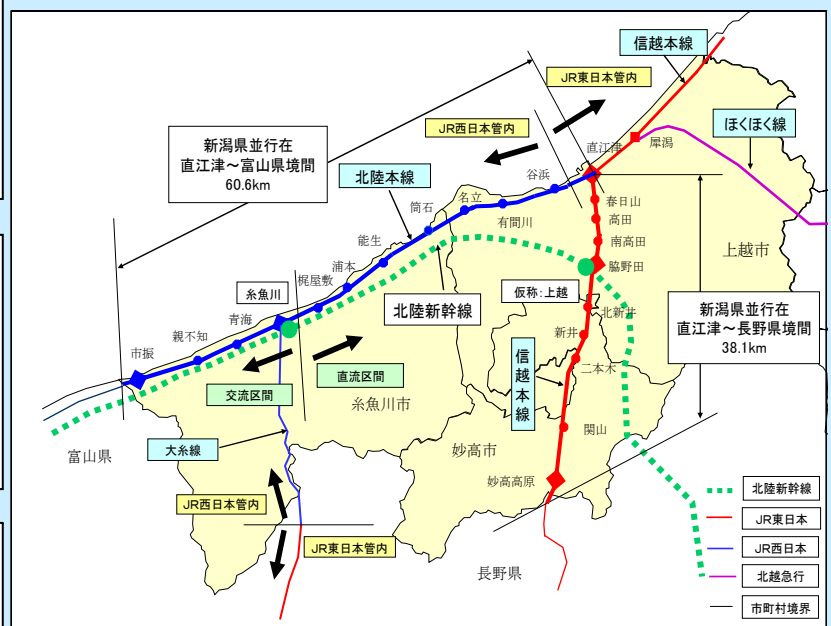 信越本線
JR東日本管内
ほくほく線
新潟県並行在
直江津～富山県境間
60.6km
JR西日本管内
直江津
犀潟
北陸本線
谷浜
名立
筒石
有間川
春日山
高田
南高田
上越市
能生
浦本
脇野田
梶屋敷
糸魚川
仮称:上越
北陸新幹線
北新井
新潟県並行在
直江津～長野県境間
38.1km
青海
親不知
市振
新井
信越本線
二本木
直流区間
交流区間
糸魚川市
大糸線
関山
妙高市
富山県
妙高高原
JR西日本管内
JR東日本管内
長野県
北陸新幹線
JR東日本
JR西日本
北越急行
市町村境界